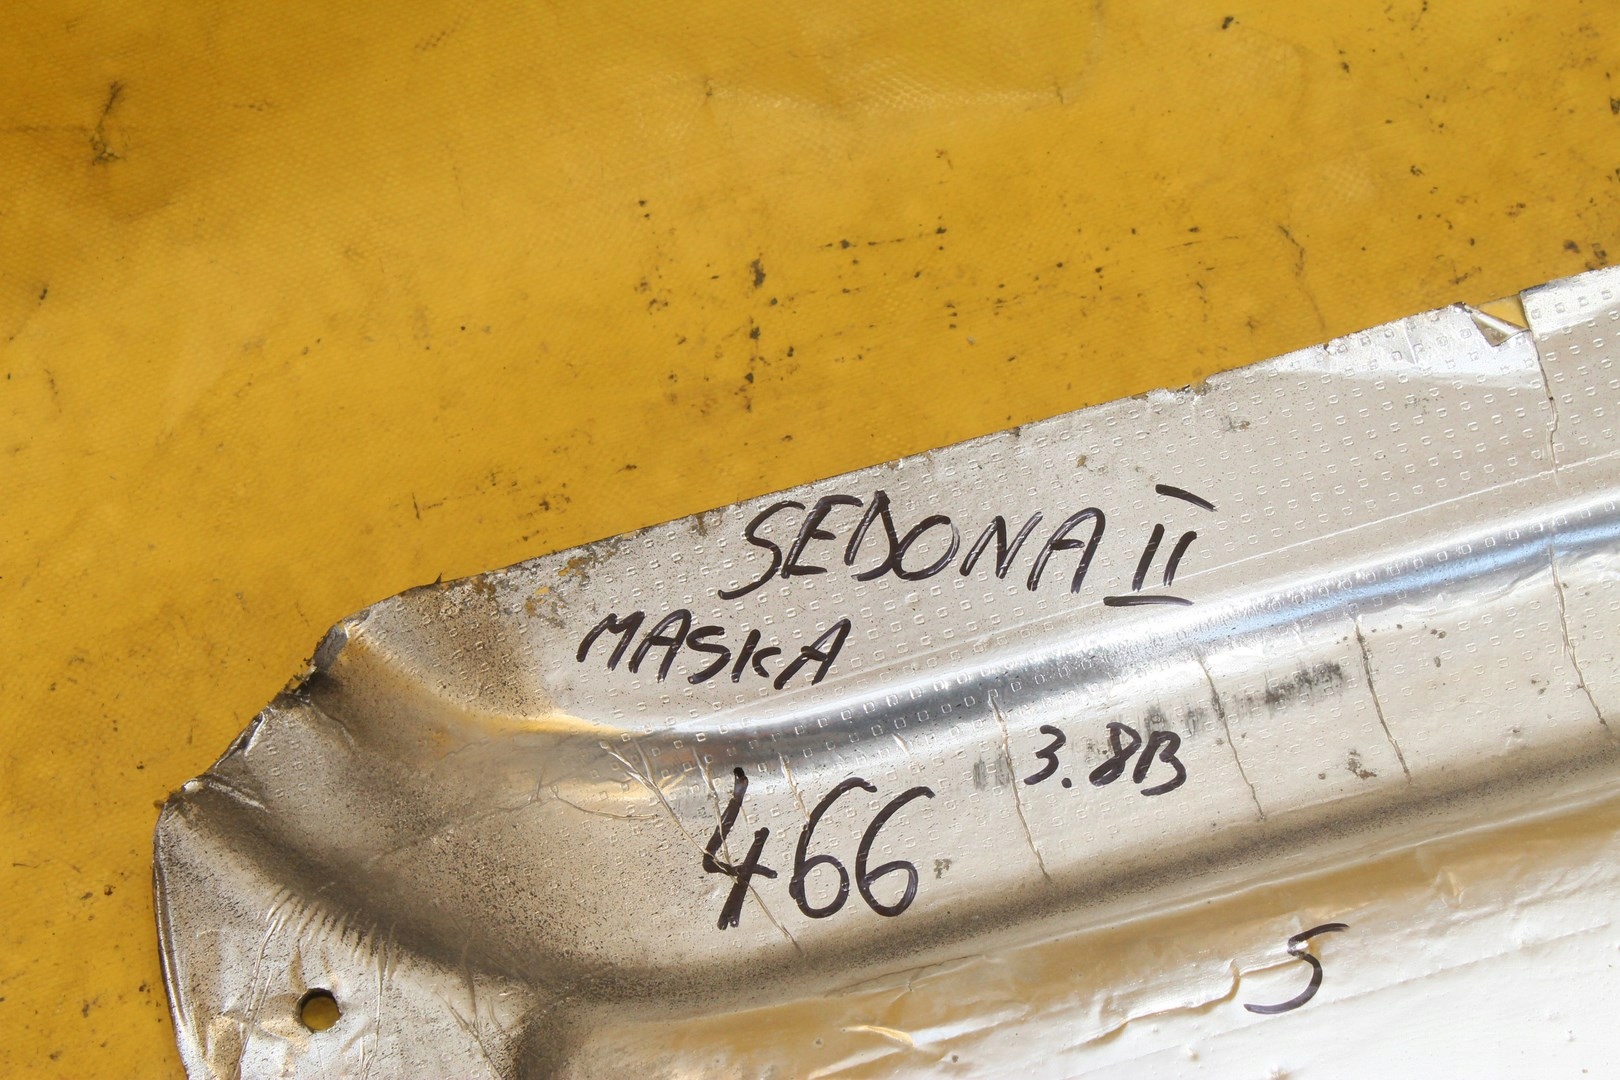 SEDONA II
MASKA
3.8B
466
5